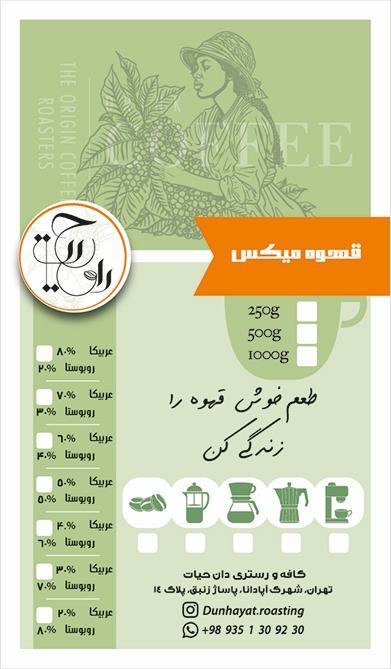 THE ORIGIN COFFEE
ROASTERS
COFFEE
قهوه میکس
250g
500g
1000g
عربیکا ۸۰%
روبوستا ۲۰%
عربیکا ۷۰%
روبوستا ۳۰%
عربیکا ۶۰%
روبوستا ۴۰%
عربیکا ۵۰%
روبوستا ۵۰%
عربیکا ۴۰%
روبوستا ۶۰%
عربیکا ۳۰%
روبوستا ۷۰%
عربیکا ۲۰%
روبوستا ۸۰%
طعم خوش قهوه را
زندگی کن
کافه و رستری دان حیات
تهران، شهرک آپادانا، پاساژ زنبق، پلاک ۱۴
Dunhayat.roasting
+98 935 1 30 92 30